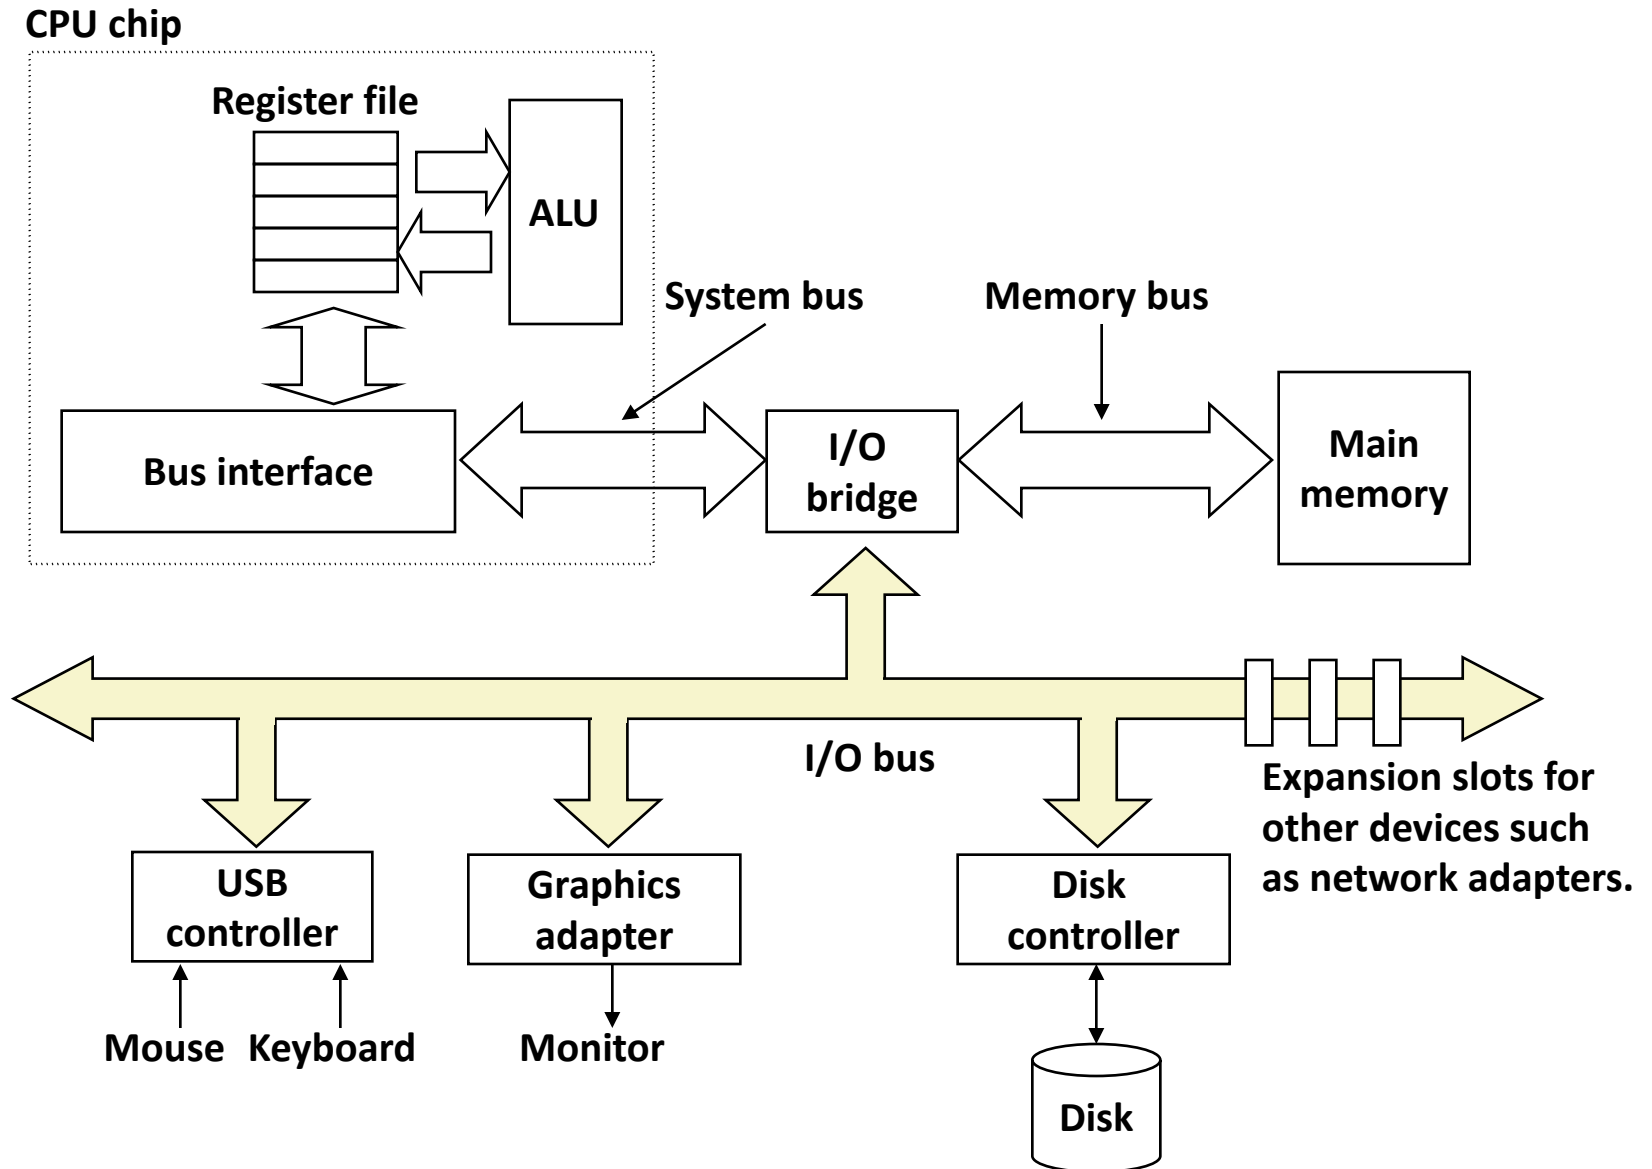 CPU chip
Register file
ALU
System bus
Memory bus
Bus interface
I/O
bridge
Main
memory
I/O bus
Expansion slots for
other devices such
as network adapters.
USB
controller
Graphics
adapter
Disk
controller
Mouse
Keyboard
Monitor
Disk